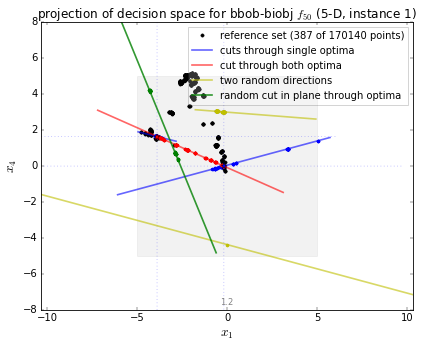 projection of decision space for bbob-biobj f50 (5-D, instance 1)
reference set (387 of 170140 points)
cuts through single optima
cut through both optima
two random directions
random cut in plane through optima
8
6
4
2
0
−2
−4
−6
−8
x4
1.2
−10
−5
0
5
10
x1